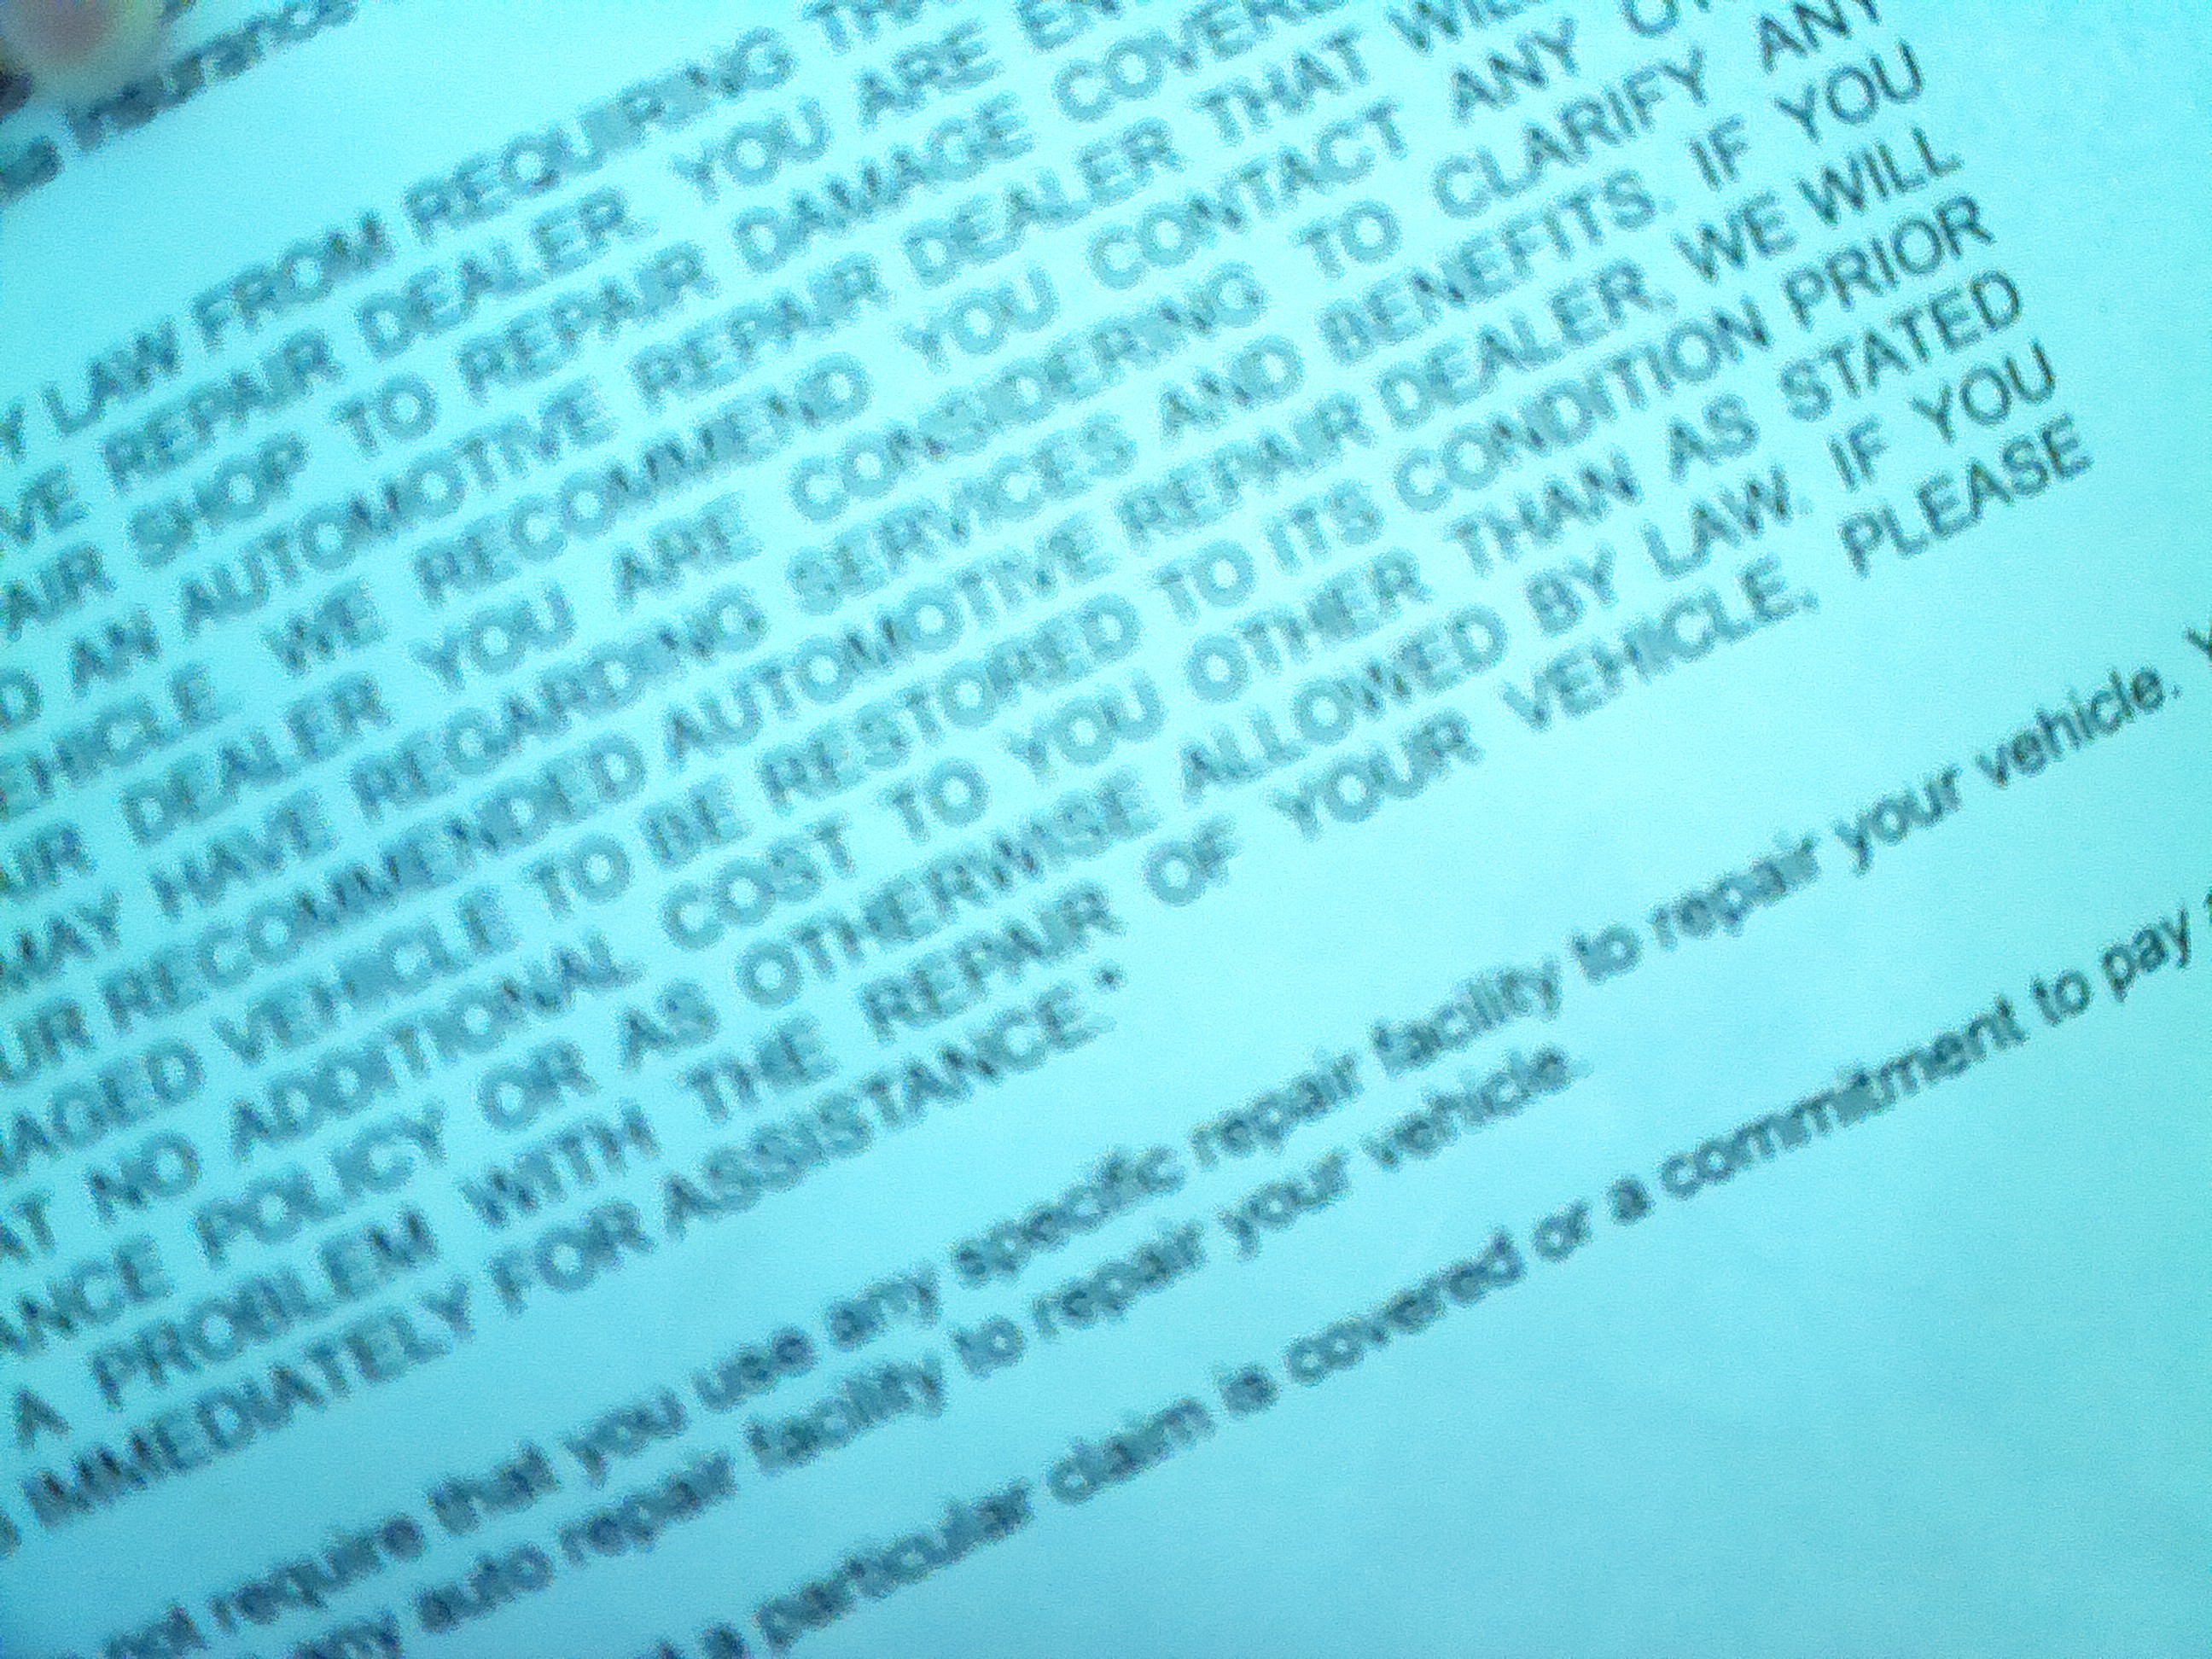 insurance
Y LAW FROM REQUIRING
VE REPAIR DEALER. YOU ARE
AIR SHOP TO REPAIR DAMAGE
D AN AUTOMOTIVE REPAIR DEALER THAT
EHICLE. WE RECOMMEND YOU CONTACT ANY
AIR DEALER YOU ARE CONSIDERING TO CLARIFY ANY
MAY HAVE REGARDING SERVICES AND BENEFITS. IF YOU
UR RECOMMENDED AUTOMOTIVE REPAIR DEALER, WE WILL
AGED VEHICLE TO BE RESTORED TO ITS CONDITION PRIOR
AT NO ADDITIONAL COST TO YOU OTHER THAN AS STATED
ANCE POLICY OR AS OTHERWISE ALLOWED BY LAW. IF YOU
A PROBLEM WITH THE REPAIR OF YOUR VEHICLE, PLEASE
IMMEDIATELY FOR ASSISTANCE."
not require that you use any specific repair facility to repair your vehicle. Y
any auto repair facility to repair your vehicle.
a particular claim is covered or a commitment to pay